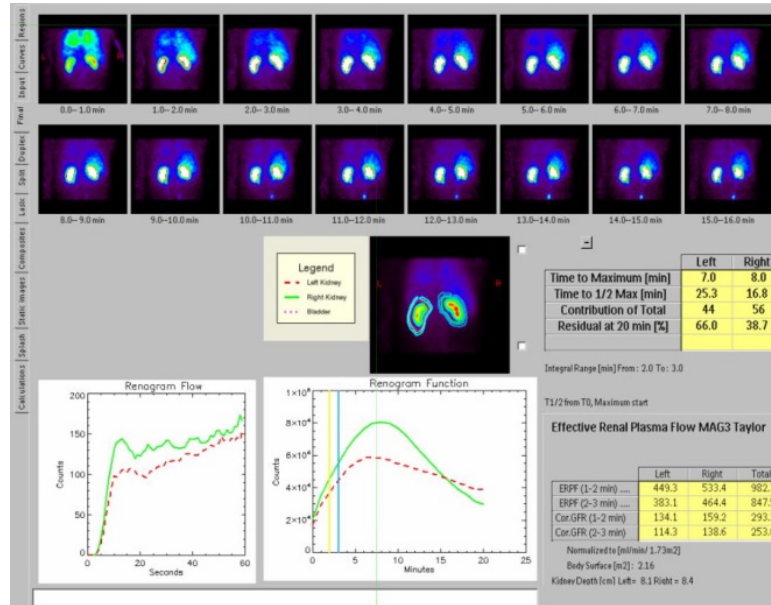 Regions
Curves
Input
Final
Duplex
Split
Lasix
Composites
Static images
Splash
Calculations
0.0-- 1.0 min 1.0-- 2.0 min 2.0-- 3.0 min 3.0-- 4.0 min 4.0-- 5.0 min 5.0-- 6.0 min 6.0-- 7.0 min 7.0-- 8.0 min
8.0-- 9.0 min 9.0--10.0 min 10.0--11.0 min 11.0--12.0 min 12.0--13.0 min 13.0--14.0 min 14.0--15.0 min 15.0--16.0 min
Legend
Left Kidney
Right Kidney
Bladder
L R
Left Right
Time to Maximum [min] 7.0 8.0
Time to 1/2 Max [min] 25.3 16.8
Contribution of Total 44 56
Residual at 20 min [%] 66.0 38.7
Integral Range [min] From : 2.0 To : 3.0
T1/2 from T0, Maximum start
Renogram Flow
200
150
100
50
0
Counts
0 20 40 60
Seconds
Renogram Function
8×10⁴
6×10⁴
4×10⁴
2×10⁴
0
Counts
0 5 10 15 20 25
Minutes
Effective Renal Plasma Flow MAG3 Taylor
Left Right Total
ERPF (1-2 min) .... 449.3 533.4 982.
ERPF (2-3 min) .... 383.1 464.4 847.
Cor.GFR (1-2 min) 134.1 159.2 293.
Cor.GFR (2-3 min) 114.3 138.6 253.
Normalized to [ml/min/ 1.73m2]
Body Surface [m2] : 2.16
Kidney Depth [cm] Left= 8.1 Right = 8.4